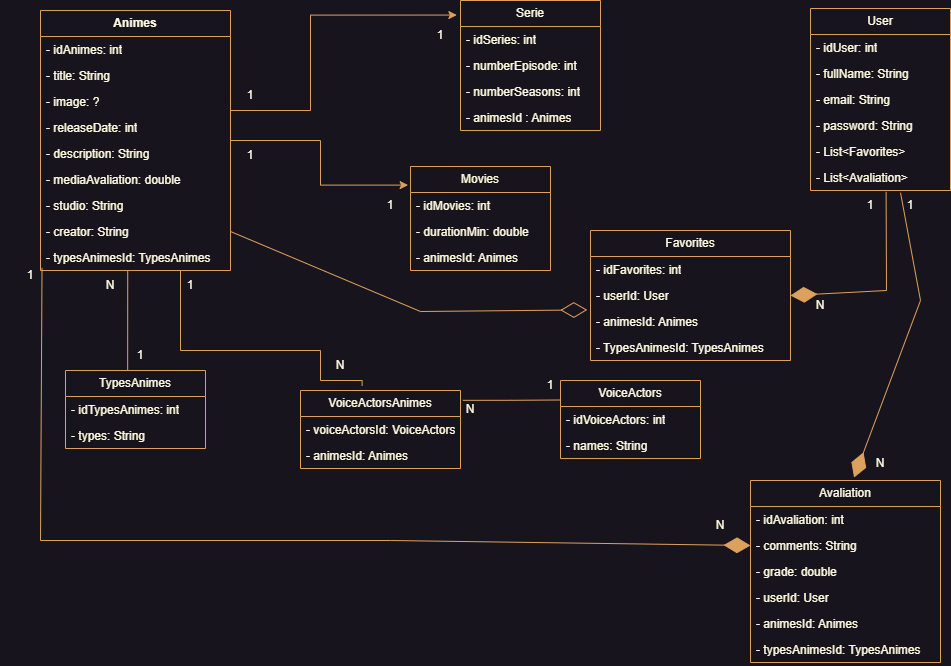 Animes
- idAnimes: int
- title: String
- image: ?
- releaseDate: int
- description: String
- mediaAvaliation: double
- studio: String
- creator: String
- typesAnimesId: TypesAnimes
1
1
1
N
1
1
1
Serie
- idSeries: int
- numberEpisode: int
- numberSeasons: int
- animesId : Animes
1
Movies
- idMovies: int
- durationMin: double
- animesId: Animes
User
- idUser: int
- fullName: String
- email: String
- password: String
- List<Favorites>
- List<Avaliation>
1
1
Favorites
- idFavorites: int
- userId: User
- animesId: Animes
- TypesAnimesId: TypesAnimes
N
1
TypesAnimes
- idTypesAnimes: int
- types: String
N
VoiceActorsAnimes
- voiceActorsId: VoiceActors
- animesId: Animes
N
1
VoiceActors
- idVoiceActors: int
- names: String
N
N
Avaliation
- idAvaliation: int
- comments: String
- grade: double
- userId: User
- animesId: Animes
- typesAnimesId: TypesAnimes